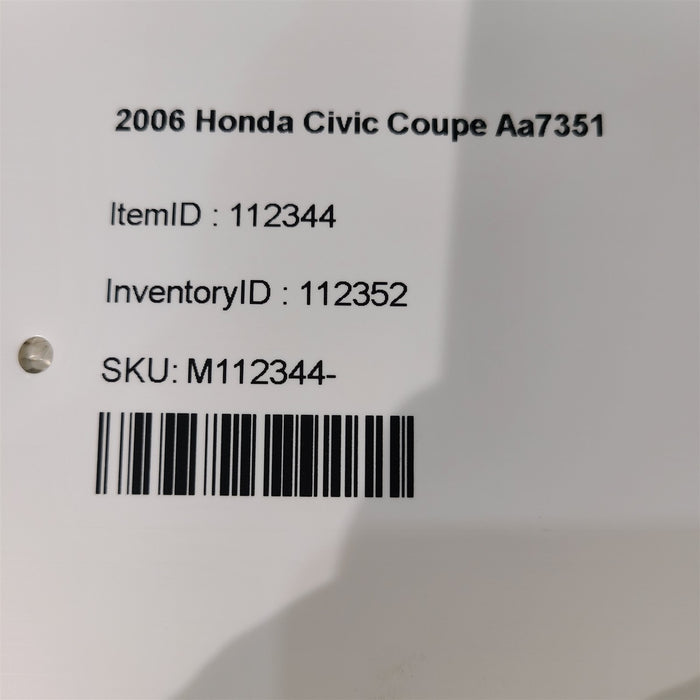 2006 Honda Civic Coupe Aa7351
ItemID : 112344
InventoryID : 112352
SKU: M112344-